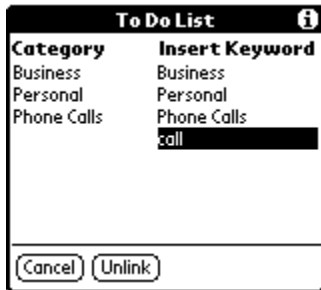 To Do List i
Category Insert Keyword
Business Business
Personal Personal
Phone Calls Phone Calls
call
Cancel Unlink